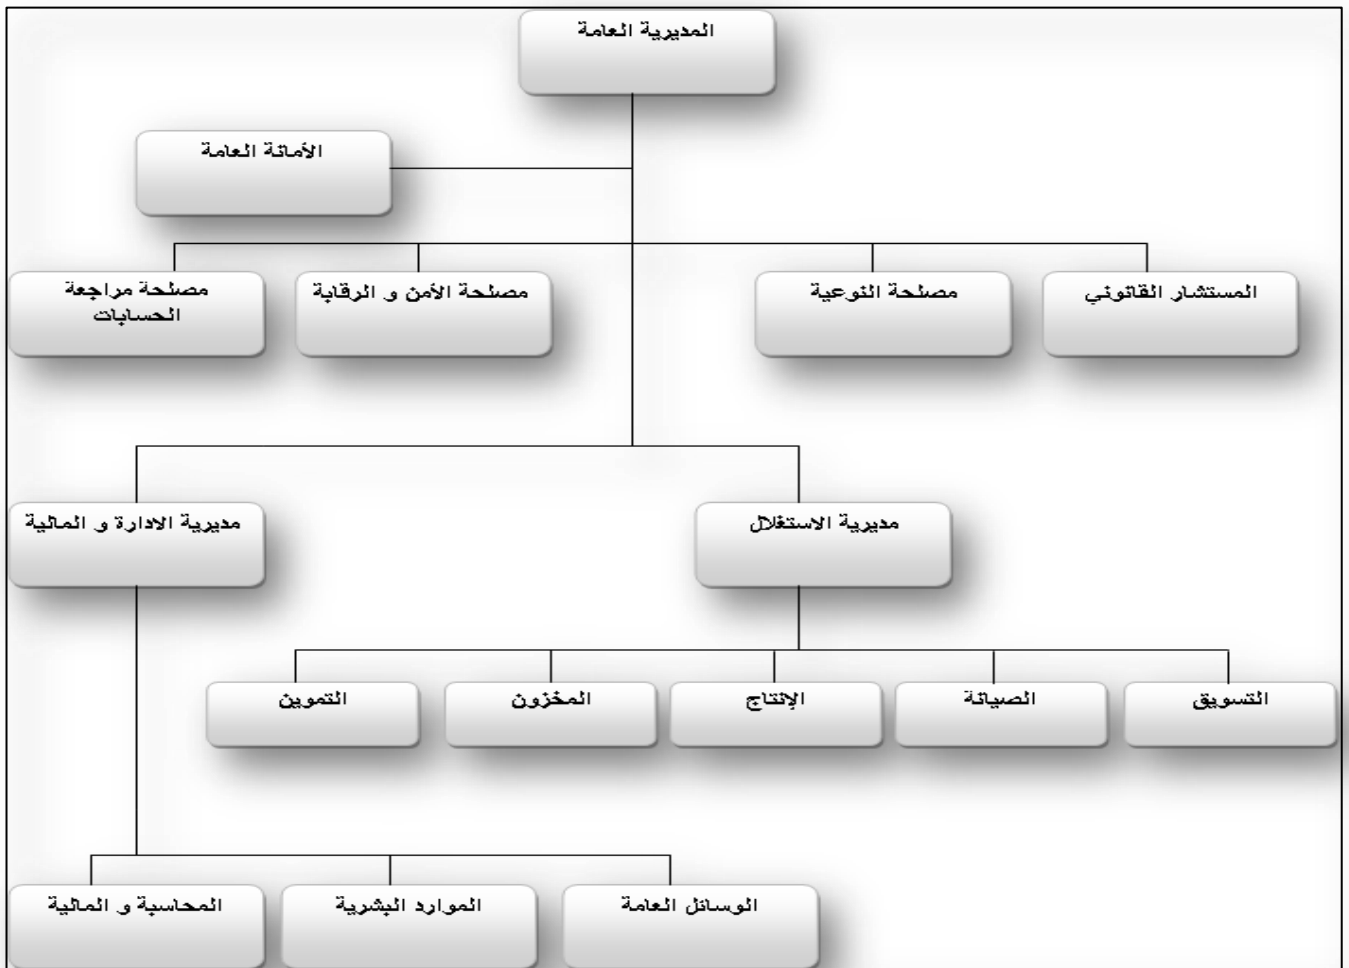 المديرية العامة
الأمانة العامة
المستشار القانوني
مصلحة النوعية
مصلحة الأمن و الرقابة
مصلحة مراجعة
الحسابات
مديرية الاستغلال
مديرية الادارة و المالية
التسويق
الصيانة
الإنتاج
المخزون
التموين
الوسائل العامة
الموارد البشرية
المحاسبة و المالية